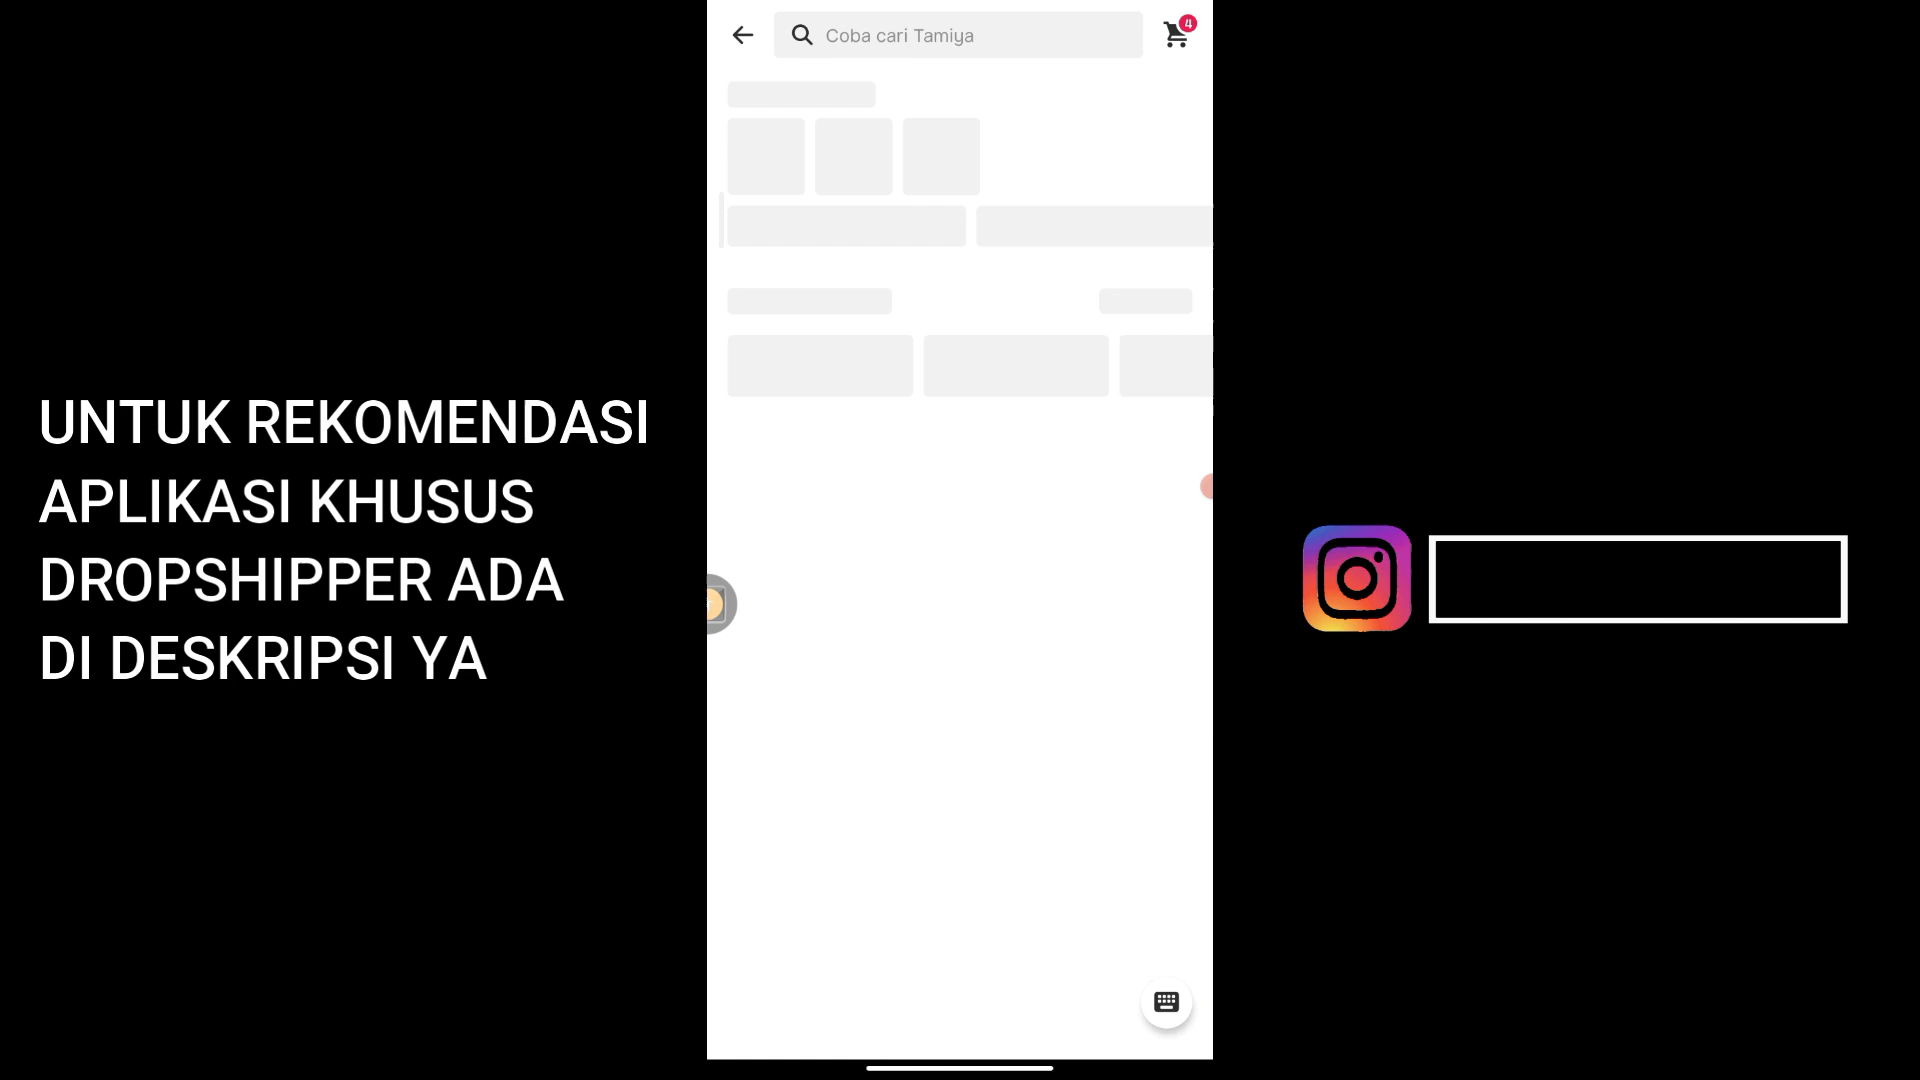 Coba cari Tamiya
4
UNTUK REKOMENDASI
APLIKASI KHUSUS
DROPSHIPPER ADA
DI DESKRIPSI YA